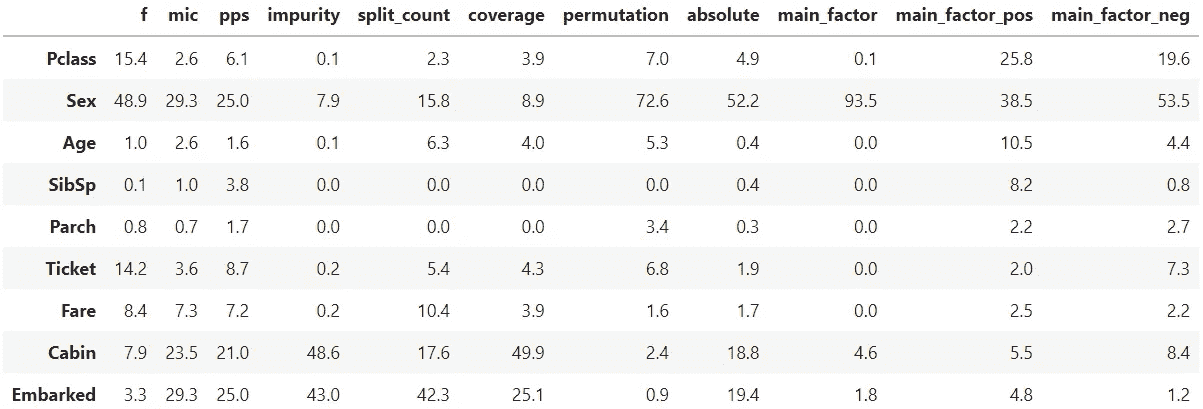 f mic pps impurity split_count coverage permutation absolute main_factor main_factor_pos main_factor_neg
Pclass 15.4 2.6 6.1 0.1 2.3 3.9 7.0 4.9 0.1 25.8 19.6
Sex 48.9 29.3 25.0 7.9 15.8 8.9 72.6 52.2 93.5 38.5 53.5
Age 1.0 2.6 1.6 0.1 6.3 4.0 5.3 0.4 0.0 10.5 4.4
SibSp 0.1 1.0 3.8 0.0 0.0 0.0 0.0 0.4 0.0 8.2 0.8
Parch 0.8 0.7 1.7 0.0 0.0 0.0 3.4 0.3 0.0 2.2 2.7
Ticket 14.2 3.6 8.7 0.2 5.4 4.3 6.8 1.9 0.0 2.0 7.3
Fare 8.4 7.3 7.2 0.2 10.4 3.9 1.6 1.7 0.0 2.5 2.2
Cabin 7.9 23.5 21.0 48.6 17.6 49.9 2.4 18.8 4.6 5.5 8.4
Embarked 3.3 29.3 25.0 43.0 42.3 25.1 0.9 19.4 1.8 4.8 1.2